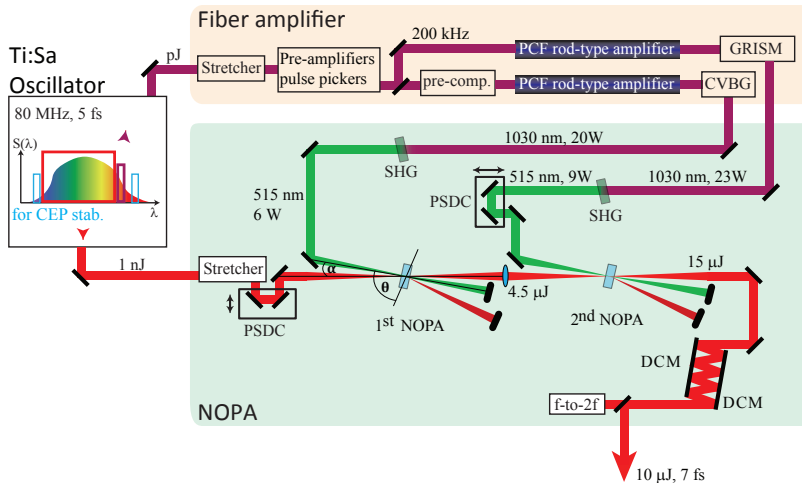 Fiber amplifier
Ti:Sa
Oscillator
pJ
Stretcher
Pre-amplifiers
pulse pickers
200 kHz
PCF rod-type amplifier
GRISM
pre-comp.
PCF rod-type amplifier
CVBG
80 MHz, 5 fs
S(λ)
λ
for CEP stab.
1030 nm, 20W
SHG
515 nm, 9W
1030 nm, 23W
PSDC
SHG
515 nm
6 W
1 nJ
Stretcher
α
θ
15 μJ
4.5 μJ
PSDC
1st NOPA
2nd NOPA
DCM
DCM
f-to-2f
NOPA
10 μJ, 7 fs